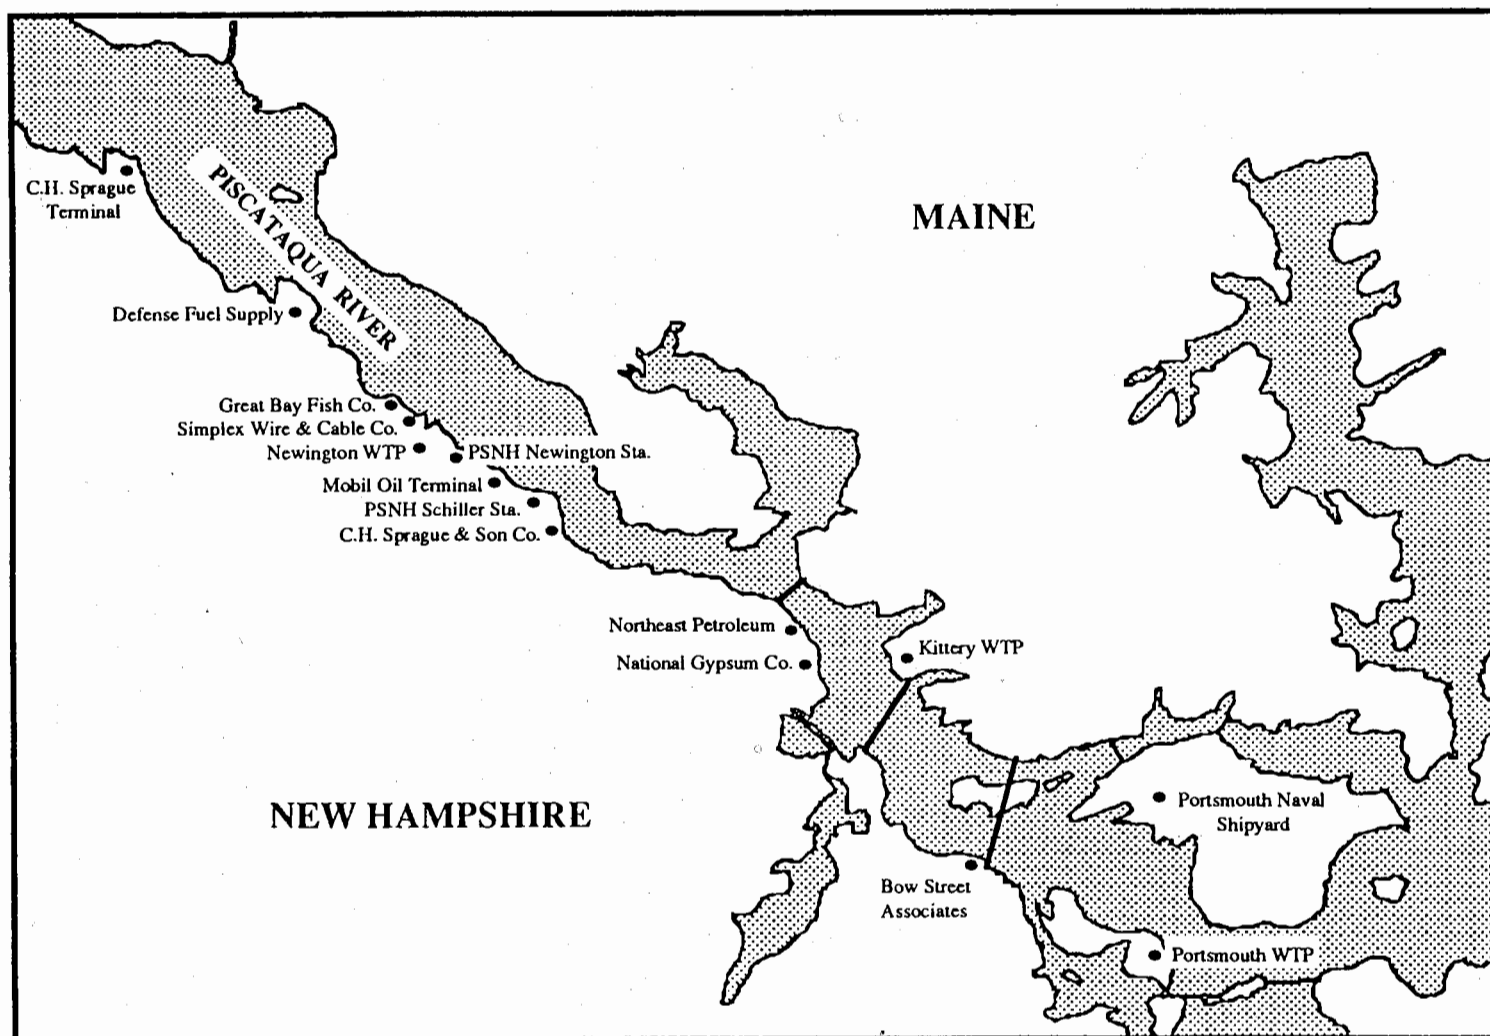 C.H. Sprague
Terminal
PISCATAQUA RIVER
MAINE
Defense Fuel Supply
Great Bay Fish Co.
Simplex Wire & Cable Co.
Newington WTP
PSNH Newington Sta.
Mobil Oil Terminal
PSNH Schiller Sta.
C.H. Sprague & Son Co.
Northeast Petroleum
Kittery WTP
National Gypsum Co.
NEW HAMPSHIRE
Portsmouth Naval
Shipyard
Bow Street
Associates
Portsmouth WTP